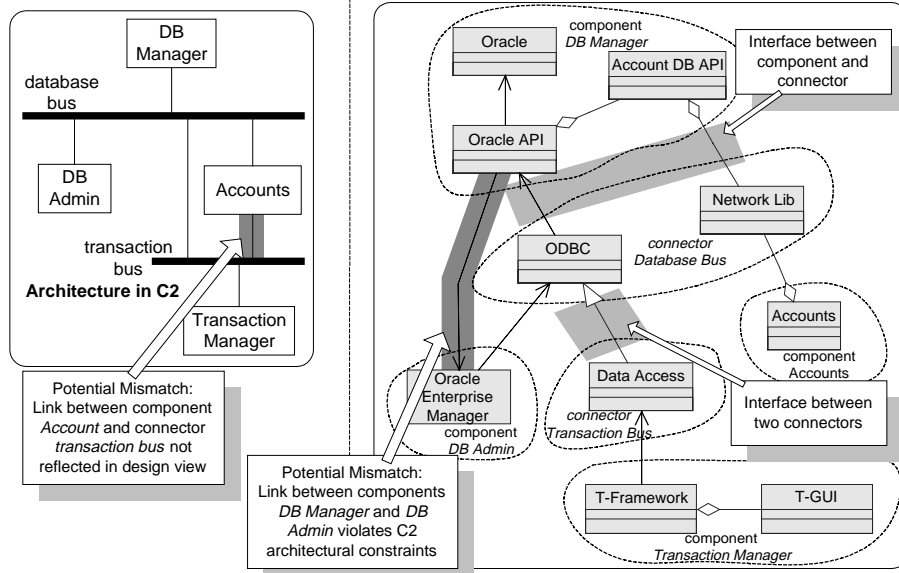 DB
Manager
database
bus
DB
Admin
Accounts
transaction
bus
Architecture in C2
Transaction
Manager
Potential Mismatch:
Link between component
Account and connector
transaction bus not
reflected in design view
Potential Mismatch:
Link between components
DB Manager and DB
Admin violates C2
architectural constraints
Oracle
component
DB Manager
Account DB API
Oracle API
Interface between
component and
connector
Network Lib
ODBC
connector
Database Bus
Accounts
component
Accounts
Oracle
Enterprise
Manager
component
DB Admin
Data Access
connector
Transaction Bus
Interface between
two connectors
T-Framework
T-GUI
component
Transaction Manager